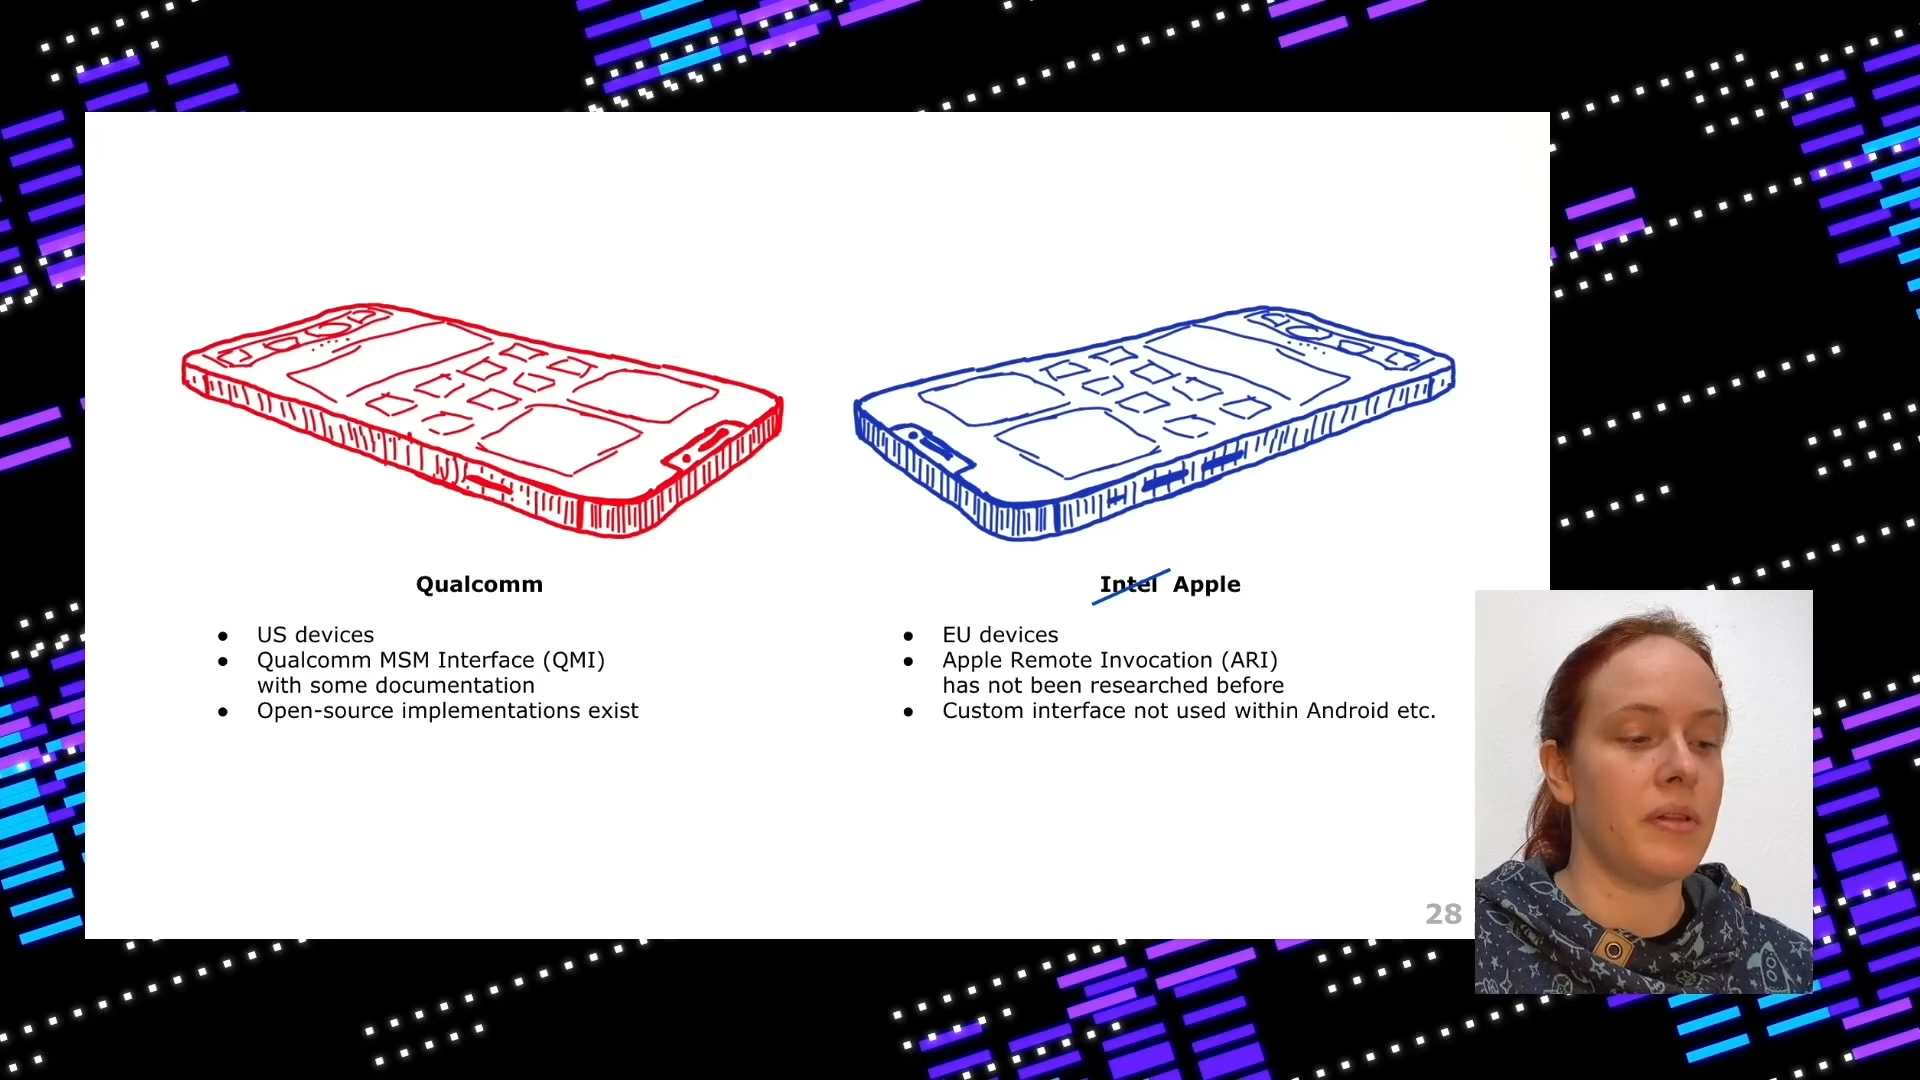 Qualcomm
• US devices
• Qualcomm MSM Interface (QMI)
with some documentation
• Open-source implementations exist
Intel Apple
• EU devices
• Apple Remote Invocation (ARI)
has not been researched before
• Custom interface not used within Android etc.
28